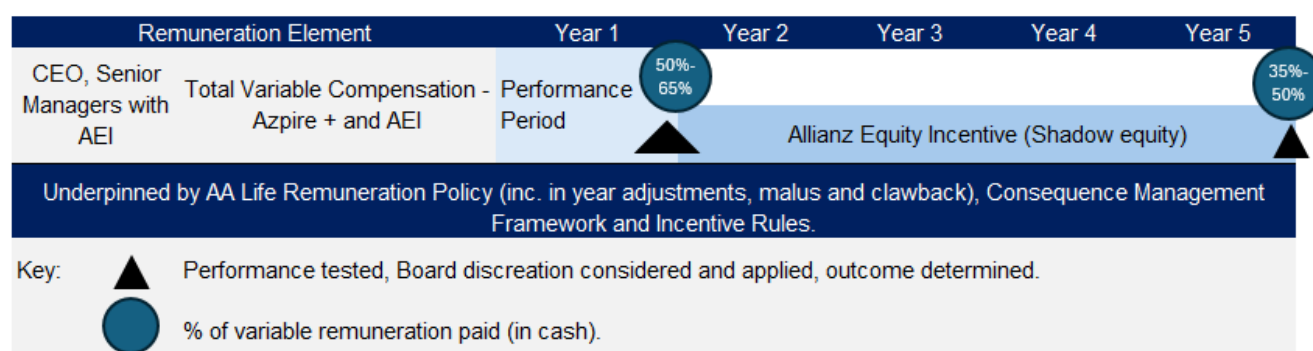 Remuneration Element Year 1 Year 2 Year 3 Year 4 Year 5
CEO, Senior
Managers with
AEI
Total Variable Compensation -
Azpire + and AEI
Performance
Period
50%-
65%
35%-
50%
Allianz Equity Incentive (Shadow equity)
Underpinned by AA Life Remuneration Policy (inc. in year adjustments, malus and clawback), Consequence Management
Framework and Incentive Rules.
Key:
Performance tested, Board discreation considered and applied, outcome determined.
% of variable remuneration paid (in cash).